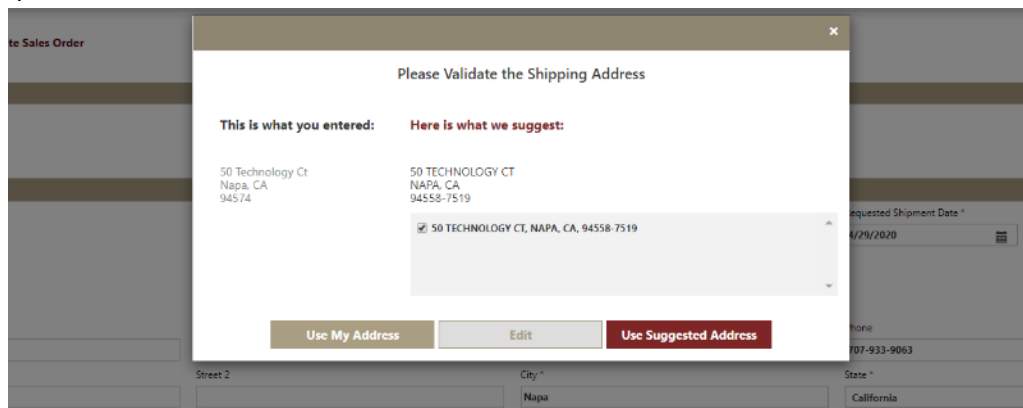 te Sales Order
×
Please Validate the Shipping Address
This is what you entered:
Here is what we suggest:
50 Technology Ct
Napa, CA
94574
50 TECHNOLOGY CT
NAPA, CA
94558-7519
50 TECHNOLOGY CT, NAPA, CA, 94558-7519
equested Shipment Date *
4/29/2020
Use My Address
Edit
Use Suggested Address
hone
707-933-9063
Street 2
City *
State *
Napa
California